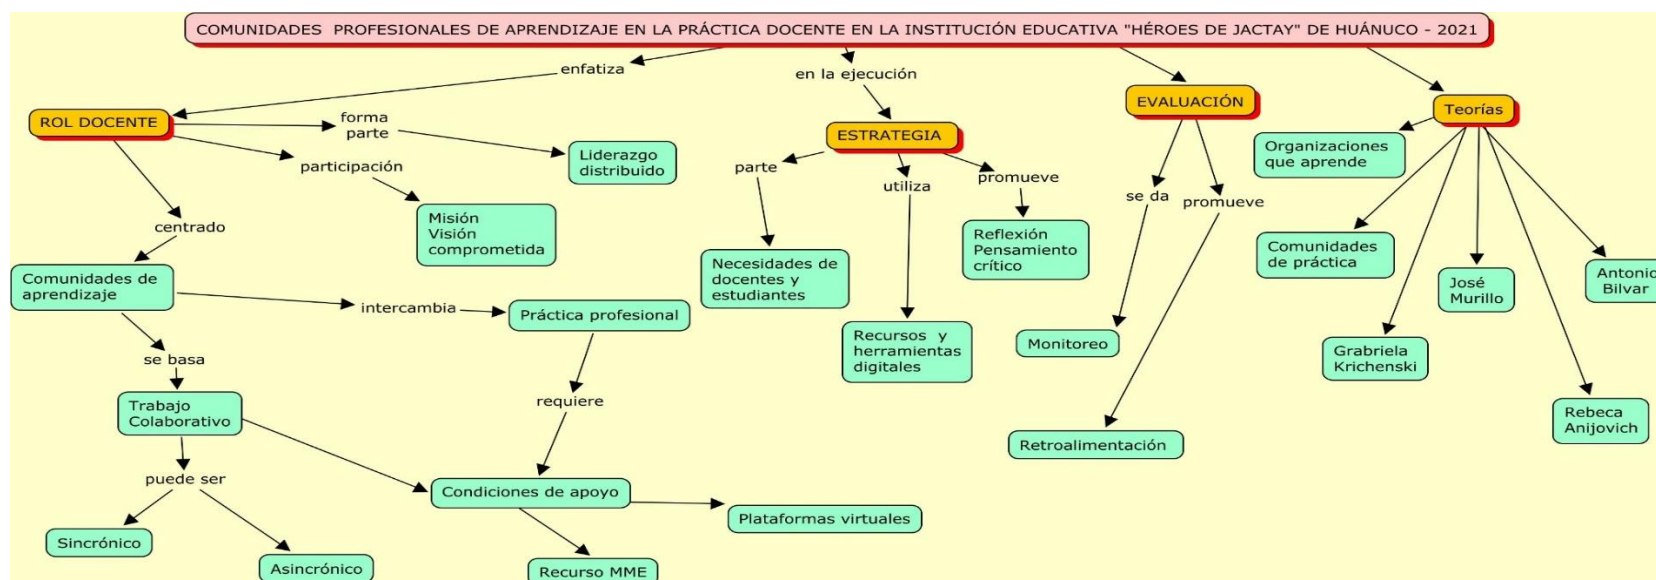 COMUNIDADES PROFESIONALES DE APRENDIZAJE EN LA PRÁCTICA DOCENTE EN LA INSTITUCIÓN EDUCATIVA "HÉROES DE JACTAY" DE HUÁNUCO - 2021
enfatiza
en la ejecución
ROL DOCENTE
forma
parte
participación
Liderazgo
distribuido
Misión
Visión
comprometida
centrado
Comunidades de
aprendizaje
intercambia
Práctica profesional
se basa
requiere
Trabajo
Colaborativo
puede ser
Sincrónico
Asincrónico
Condiciones de apoyo
Plataformas virtuales
Recurso MME
ESTRATEGIA
parte
utiliza
promueve
Necesidades de
docentes y
estudiantes
Recursos y
herramientas
digitales
Reflexión
Pensamiento
crítico
EVALUACIÓN
se da
promueve
Monitoreo
Retroalimentación
Teorías
Organizaciones
que aprende
Comunidades
de práctica
Grabriela
Krichenski
José
Murillo
Rebeca
Anijovich
Antonio
Bilvar